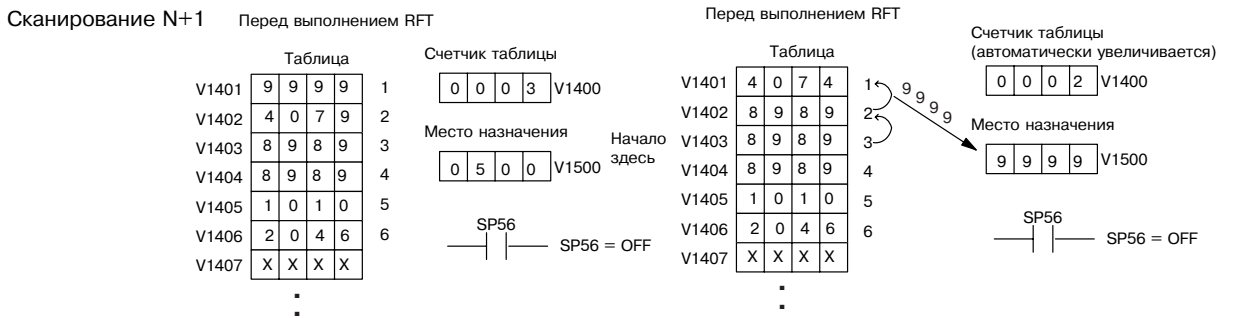 Сканирование N+1
Перед выполнением RFT
Таблица
V1401 9 9 9 9 1
V1402 4 0 7 9 2
V1403 8 9 8 9 3
V1404 8 9 8 9 4
V1405 1 0 1 0 5
V1406 2 0 4 6 6
V1407 X X X X
Счетчик таблицы
0 0 0 3 V1400
Место назначения
0 5 0 0 V1500
SP56
SP56 = OFF
Перед выполнением RFT
Таблица
Начало
здесь
V1401 4 0 7 4 1
V1402 8 9 8 9 2
V1403 8 9 8 9 3
V1404 8 9 8 9 4
V1405 1 0 1 0 5
V1406 2 0 4 6 6
V1407 X X X X
9 9 9 9
Счетчик таблицы
(автоматически увеличивается)
0 0 0 2 V1400
Место назначения
9 9 9 9 V1500
SP56
SP56 = OFF